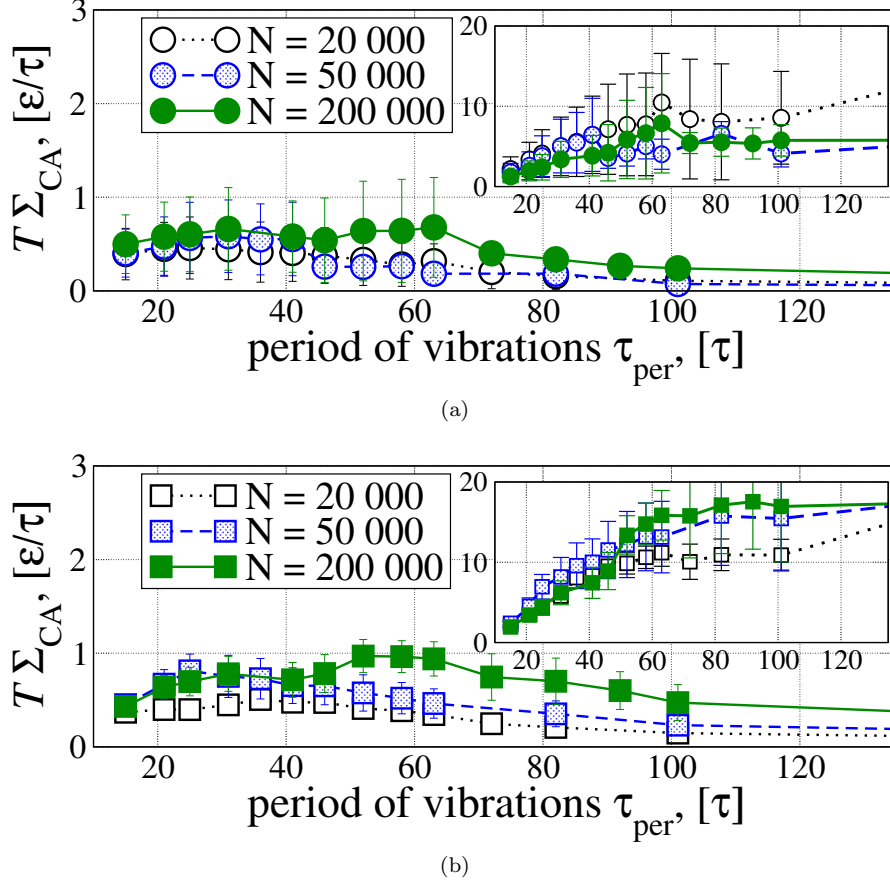 3
2
1
0
T Σ_CA, [ε/τ]
N = 20 000
N = 50 000
N = 200 000
20
10
0
20 40 60 80 100 120
20 40 60 80 100 120
period of vibrations τ_per, [τ]
(a)
3
2
1
0
T Σ_CA, [ε/τ]
N = 20 000
N = 50 000
N = 200 000
20
10
0
20 40 60 80 100 120
20 40 60 80 100 120
period of vibrations τ_per, [τ]
(b)